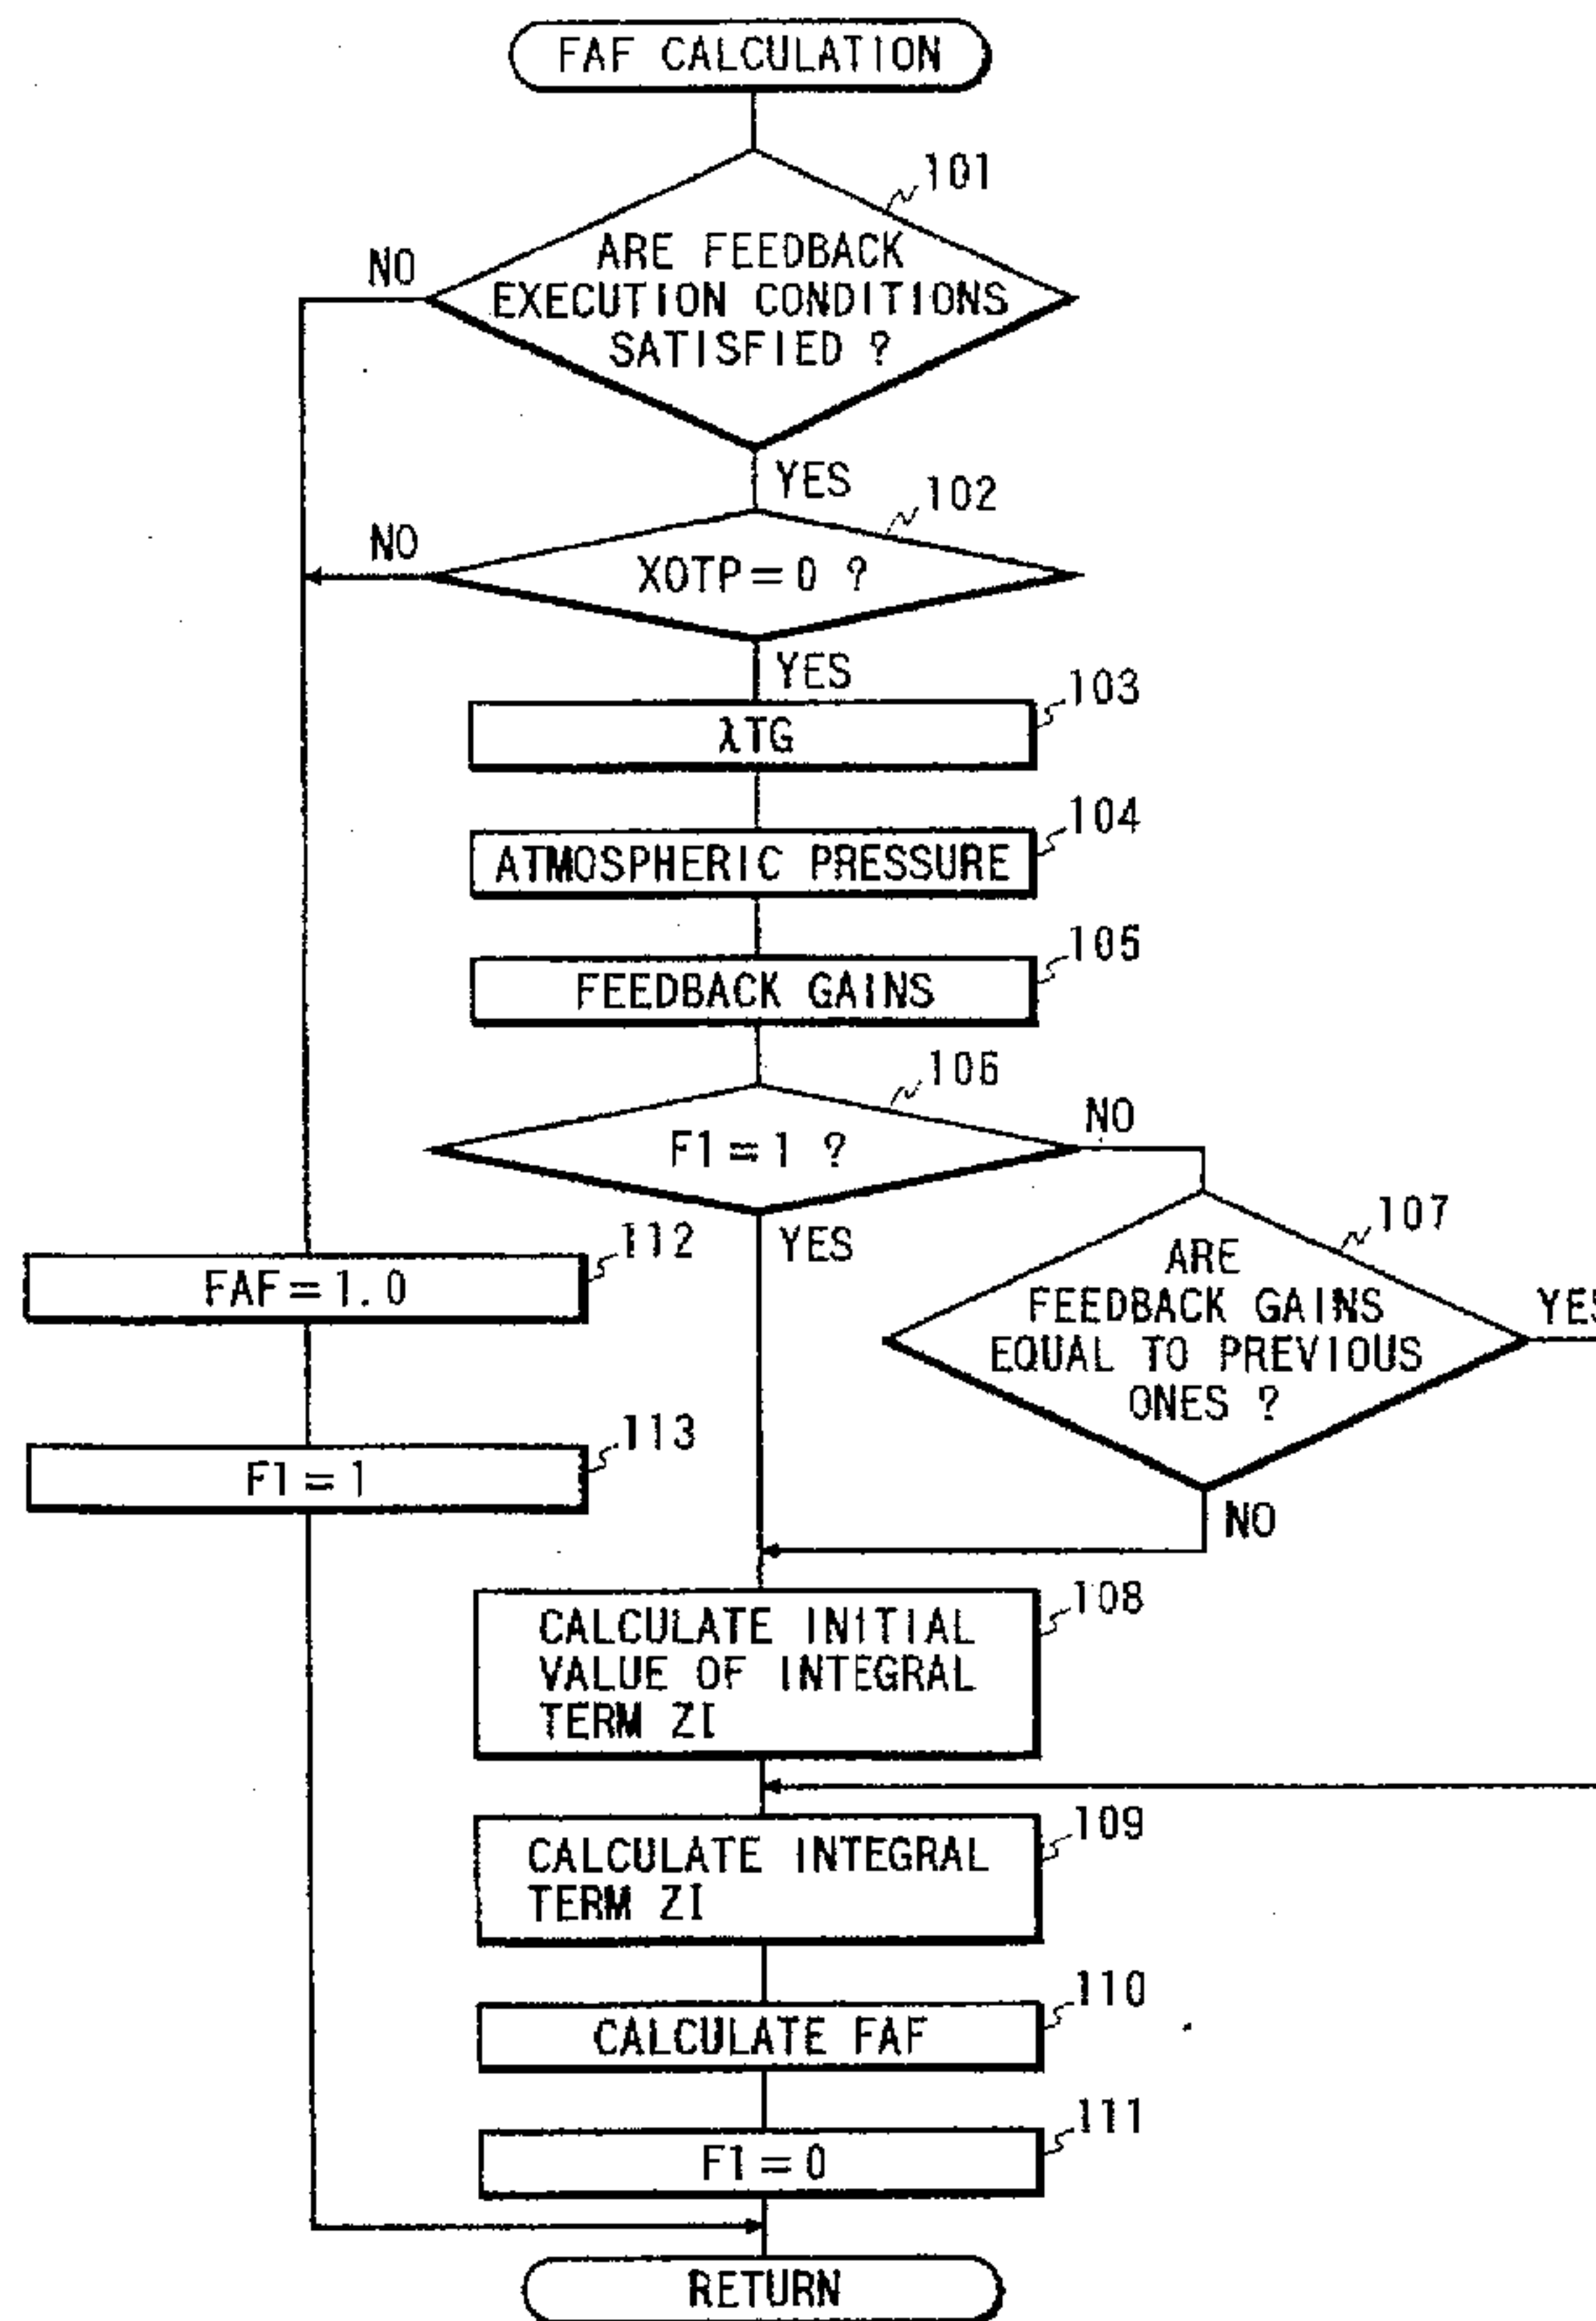 FAF CALCULATION
101
ARE FEEDBACK
EXECUTION CONDITIONS
SATISFIED ?
NO
YES
102
XOTP=0 ?
NO
YES
103
λTG
104
ATMOSPHERIC PRESSURE
105
FEEDBACK GAINS
106
F1=1 ?
NO
YES
107
ARE
FEEDBACK GAINS
EQUAL TO PREVIOUS
ONES ?
YES
NO
112
FAF=1.0
113
F1=1
108
CALCULATE INITIAL
VALUE OF INTEGRAL
TERM ZI
109
CALCULATE INTEGRAL
TERM ZI
110
CALCULATE FAF
111
F1=0
RETURN